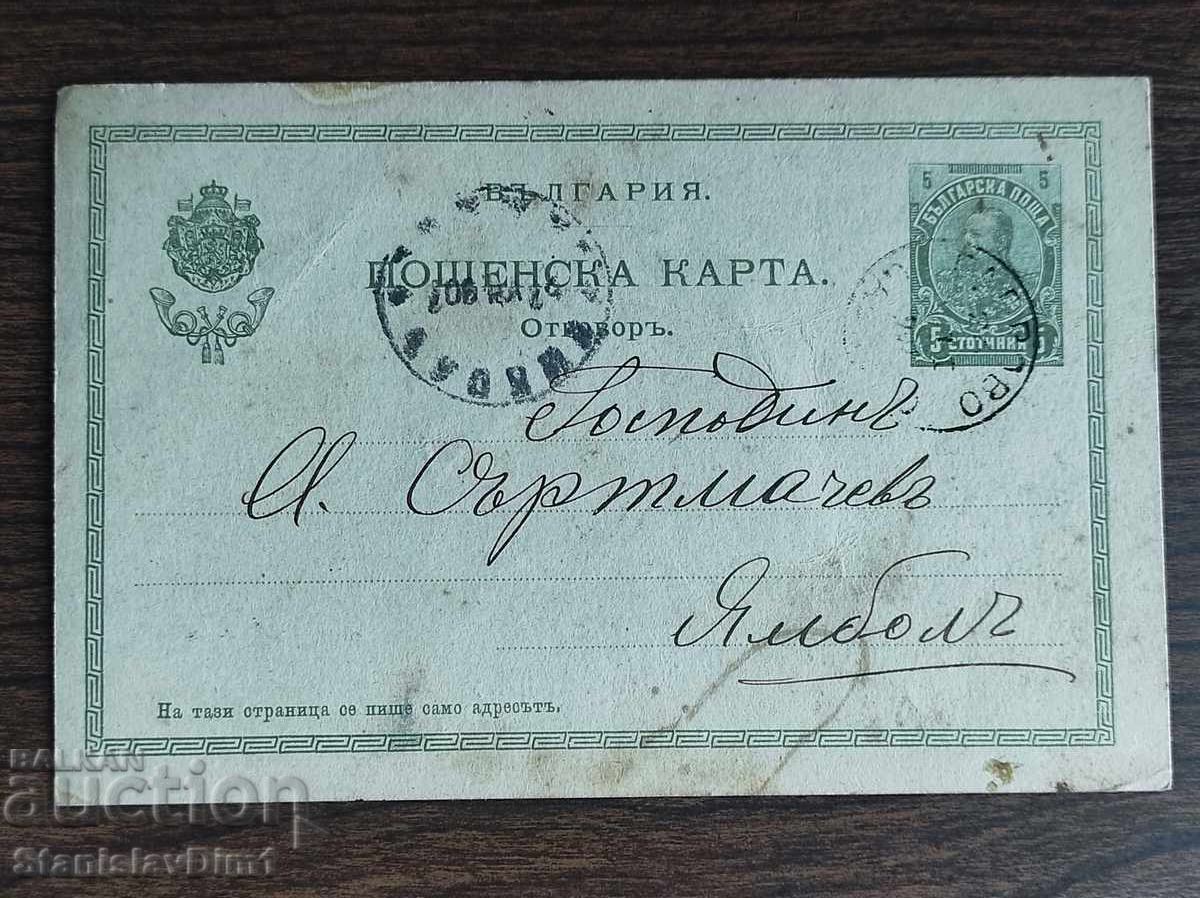 БЪЛГАРИЯ.
ПОШЕНСКА КАРТА.
Отговоръ.
5 5
БЪЛГАРСКА ПОЩА
5 СТОТИНКИ 5
Господинъ
Съртмачевъ
Ямболъ
На тази страница се пише само адресътъ.
BALKAN
auction
StanislavDim1